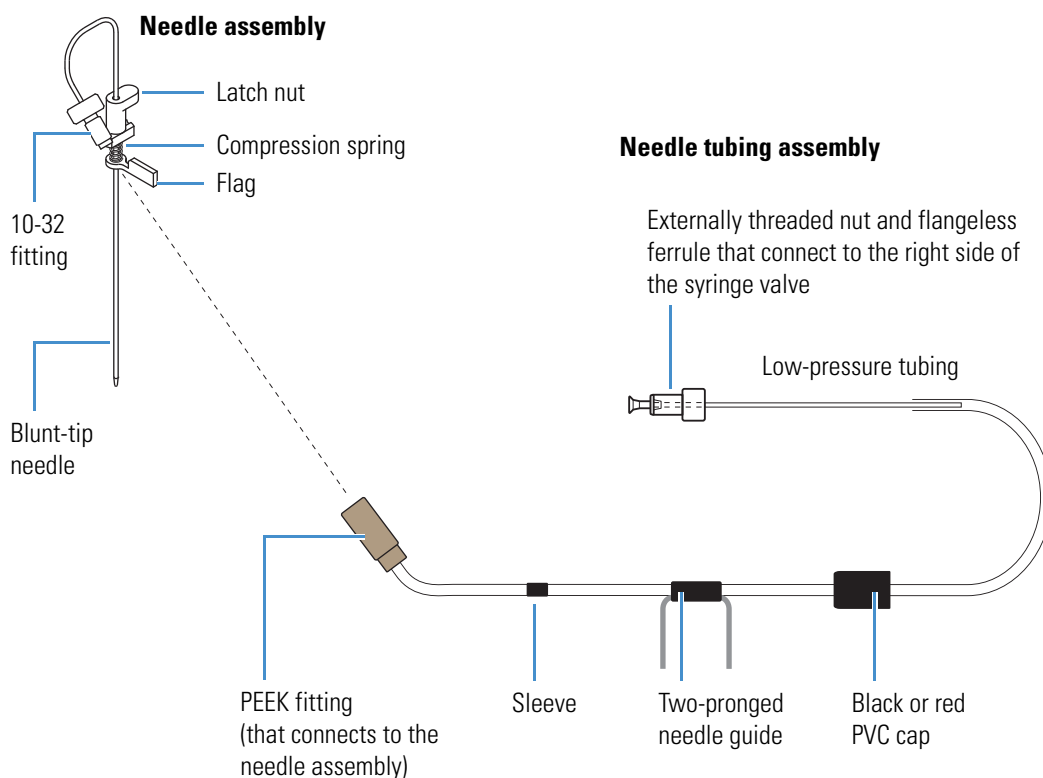 Needle assembly
Latch nut
Compression spring
Flag
10-32
fitting
Blunt-tip
needle
Needle tubing assembly
Externally threaded nut and flangeless
ferrule that connect to the right side of
the syringe valve
Low-pressure tubing
PEEK fitting
(that connects to the
needle assembly)
Sleeve
Two-pronged
needle guide
Black or red
PVC cap